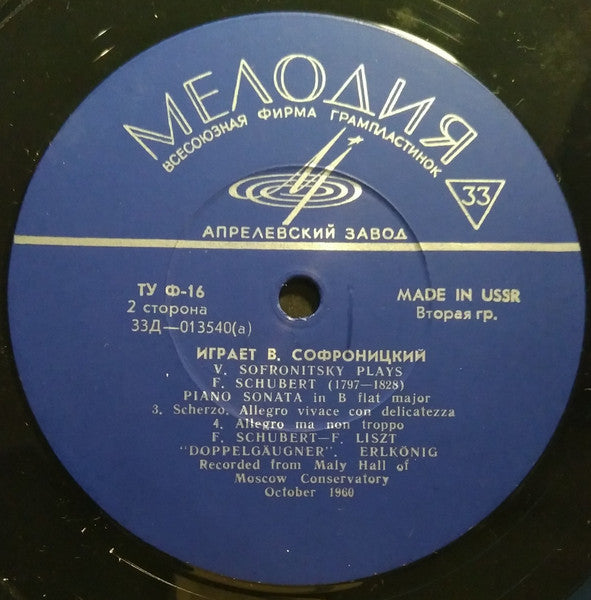 МЕЛОДИЯ
ВСЕСОЮЗНАЯ ФИРМА ГРАМПЛАСТИНОК
33
АПРЕЛЕВСКИЙ ЗАВОД
ТУ Ф-16
2 сторона
33Д—013540(а)
MADE IN USSR
Вторая гр.
ИГРАЕТ В. СОФРОНИЦКИЙ
V. SOFRONITSKY PLAYS
F. SCHUBERT (1797—1828)
PIANO SONATA in B flat major
3. Scherzo. Allegro vivace con delicatezza
4. Allegro ma non troppo
F. SCHUBERT—F. LISZT
"DOPPELGÄUGNER". ERLKÖNIG
Recorded from Maly Hall of
Moscow Conservatory
October 1960